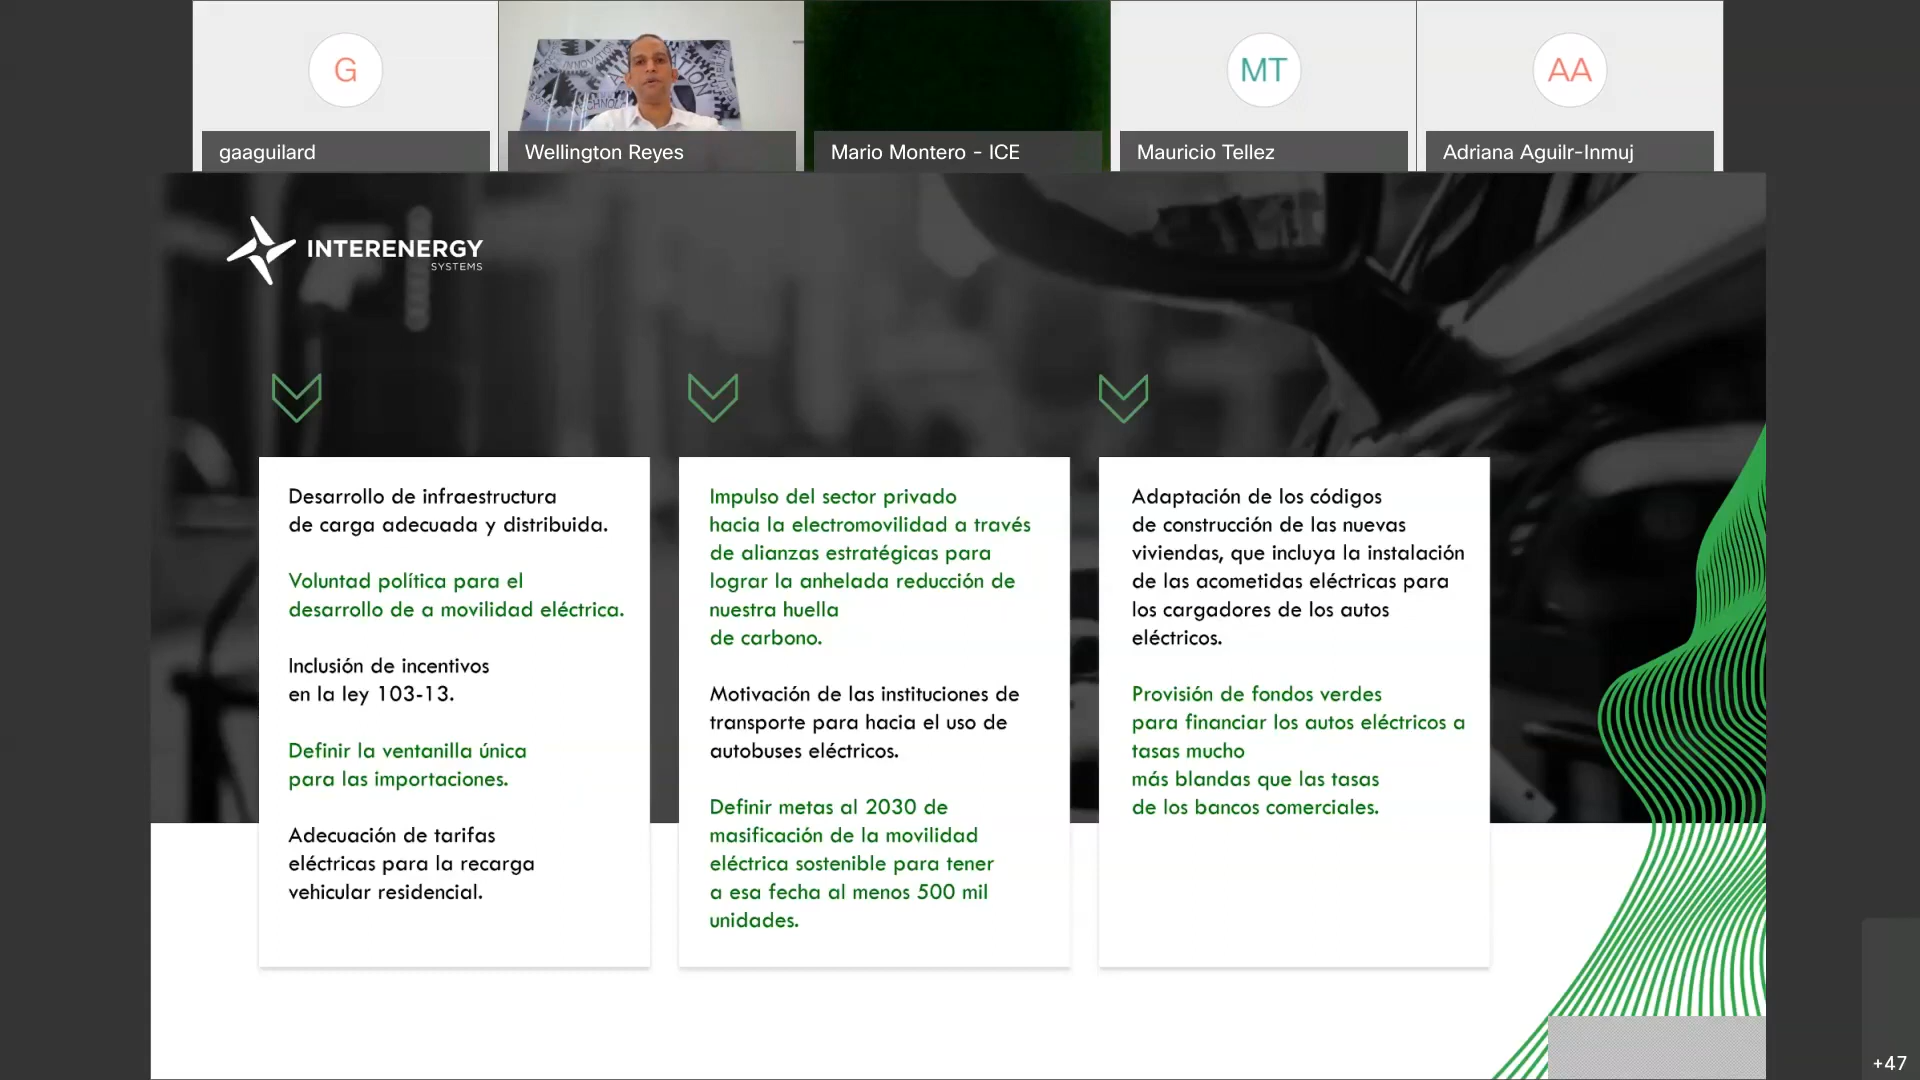 G
MT
AA
gaaguilard
Wellington Reyes
Mario Montero - ICE
Mauricio Tellez
Adriana Aguilr-Inmuj
INTERENERGY
SYSTEMS
Desarrollo de infraestructura
de carga adecuada y distribuida.
Voluntad política para el
desarrollo de a movilidad eléctrica.
Inclusión de incentivos
en la ley 103-13.
Definir la ventanilla única
para las importaciones.
Adecuación de tarifas
eléctricas para la recarga
vehicular residencial.
Impulso del sector privado
hacia la electromovilidad a través
de alianzas estratégicas para
lograr la anhelada reducción de
nuestra huella
de carbono.
Motivación de las instituciones de
transporte para hacia el uso de
autobuses eléctricos.
Definir metas al 2030 de
masificación de la movilidad
eléctrica sostenible para tener
a esa fecha al menos 500 mil
unidades.
Adaptación de los códigos
de construcción de las nuevas
viviendas, que incluya la instalación
de las acometidas eléctricas para
los cargadores de los autos
eléctricos.
Provisión de fondos verdes
para financiar los autos eléctricos a
tasas mucho
más blandas que las tasas
de los bancos comerciales.
+47